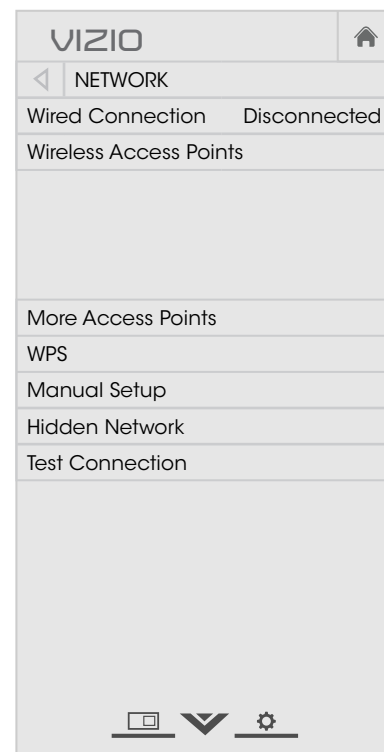 VIZIO
NETWORK
Wired Connection Disconnected
Wireless Access Points
More Access Points
WPS
Manual Setup
Hidden Network
Test Connection